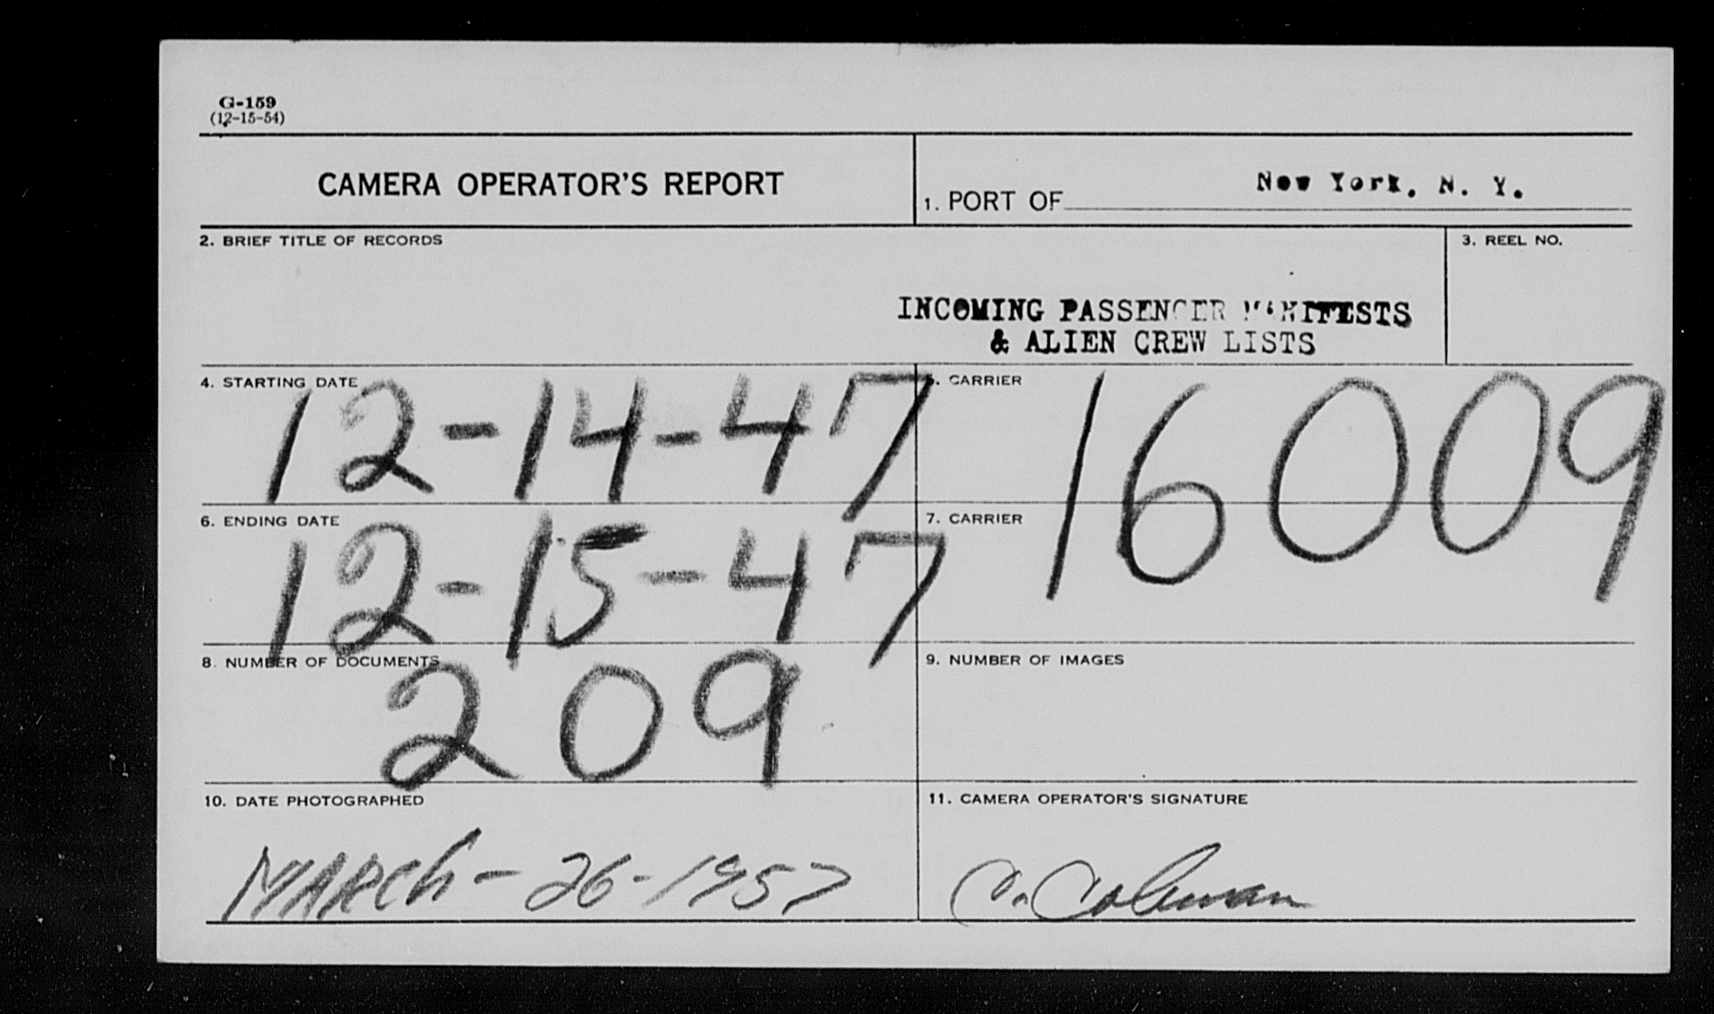 G-159
(12-15-54)
CAMERA OPERATOR'S REPORT
1. PORT OF New York, N. Y.
2. BRIEF TITLE OF RECORDS
3. REEL NO.
INCOMING PASSENGER MANIFESTS
& ALIEN CREW LISTS
4. STARTING DATE
12-14-47
5. CARRIER
16009
6. ENDING DATE
12-15-47
7. CARRIER
8. NUMBER OF DOCUMENTS
209
9. NUMBER OF IMAGES
10. DATE PHOTOGRAPHED
MARCh-26-1957
11. CAMERA OPERATOR'S SIGNATURE
Coleman